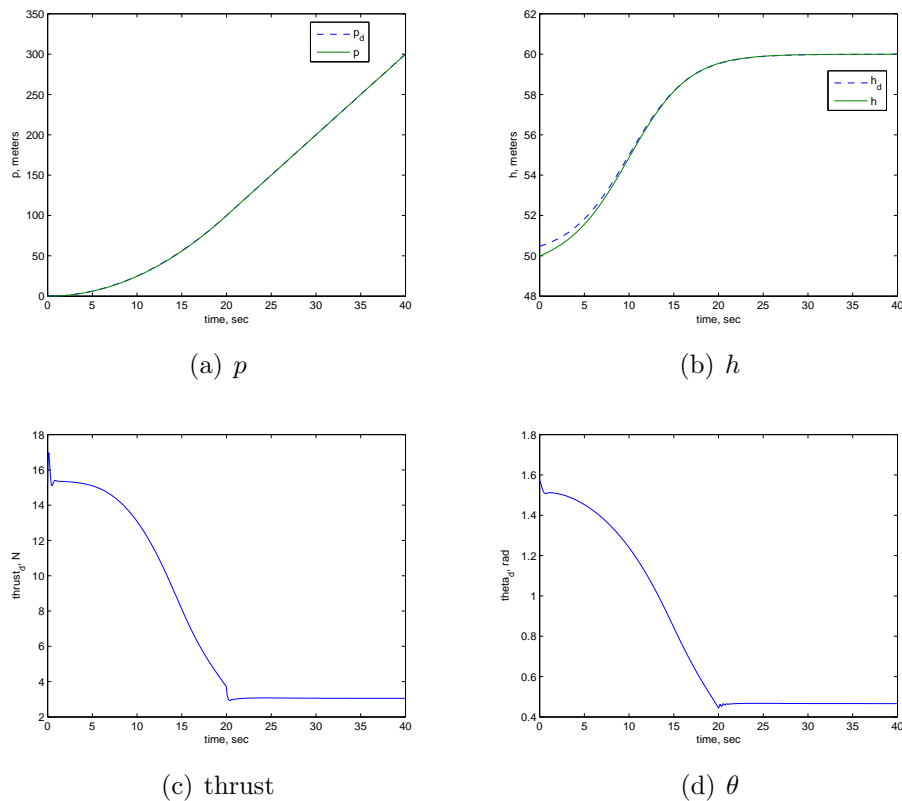 350
300
250
200
150
100
50
0
p, meters
0 5 10 15 20 25 30 35 40
time, sec
p_d
p
(a) p
62
60
58
56
54
52
50
48
h, meters
0 5 10 15 20 25 30 35 40
time, sec
h_d
h
(b) h
18
16
14
12
10
8
6
4
2
thrust_d, N
0 5 10 15 20 25 30 35 40
time, sec
(c) thrust
1.8
1.6
1.4
1.2
1
0.8
0.6
0.4
theta_d, rad
0 5 10 15 20 25 30 35 40
time, sec
(d) θ